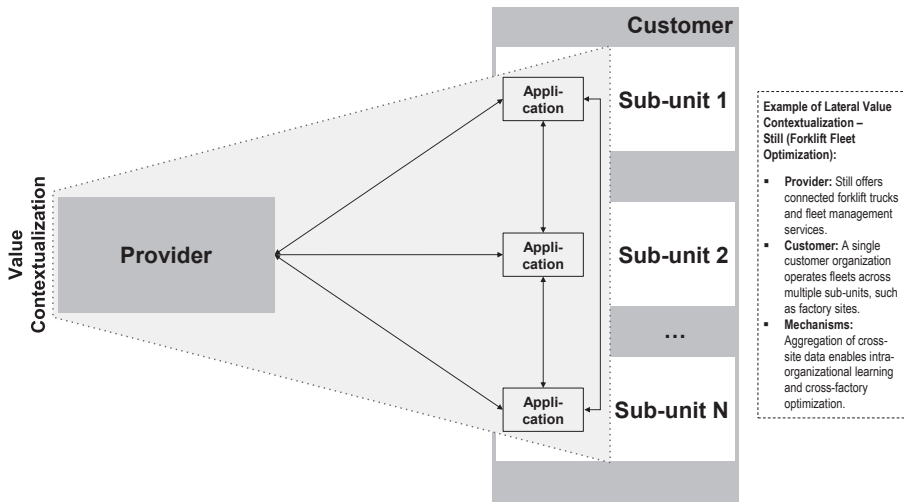 Customer
Appli-
cation
Sub-unit 1
Value
Contextualization
Provider
Appli-
cation
Sub-unit 2
...
Appli-
cation
Sub-unit N
Example of Lateral Value
Contextualization –
Still (Forklift Fleet
Optimization):
▪ Provider: Still offers
connected forklift trucks
and fleet management
services.
▪ Customer: A single
customer organization
operates fleets across
multiple sub-units, such
as factory sites.
▪ Mechanisms:
Aggregation of cross-
site data enables intra-
organizational learning
and cross-factory
optimization.